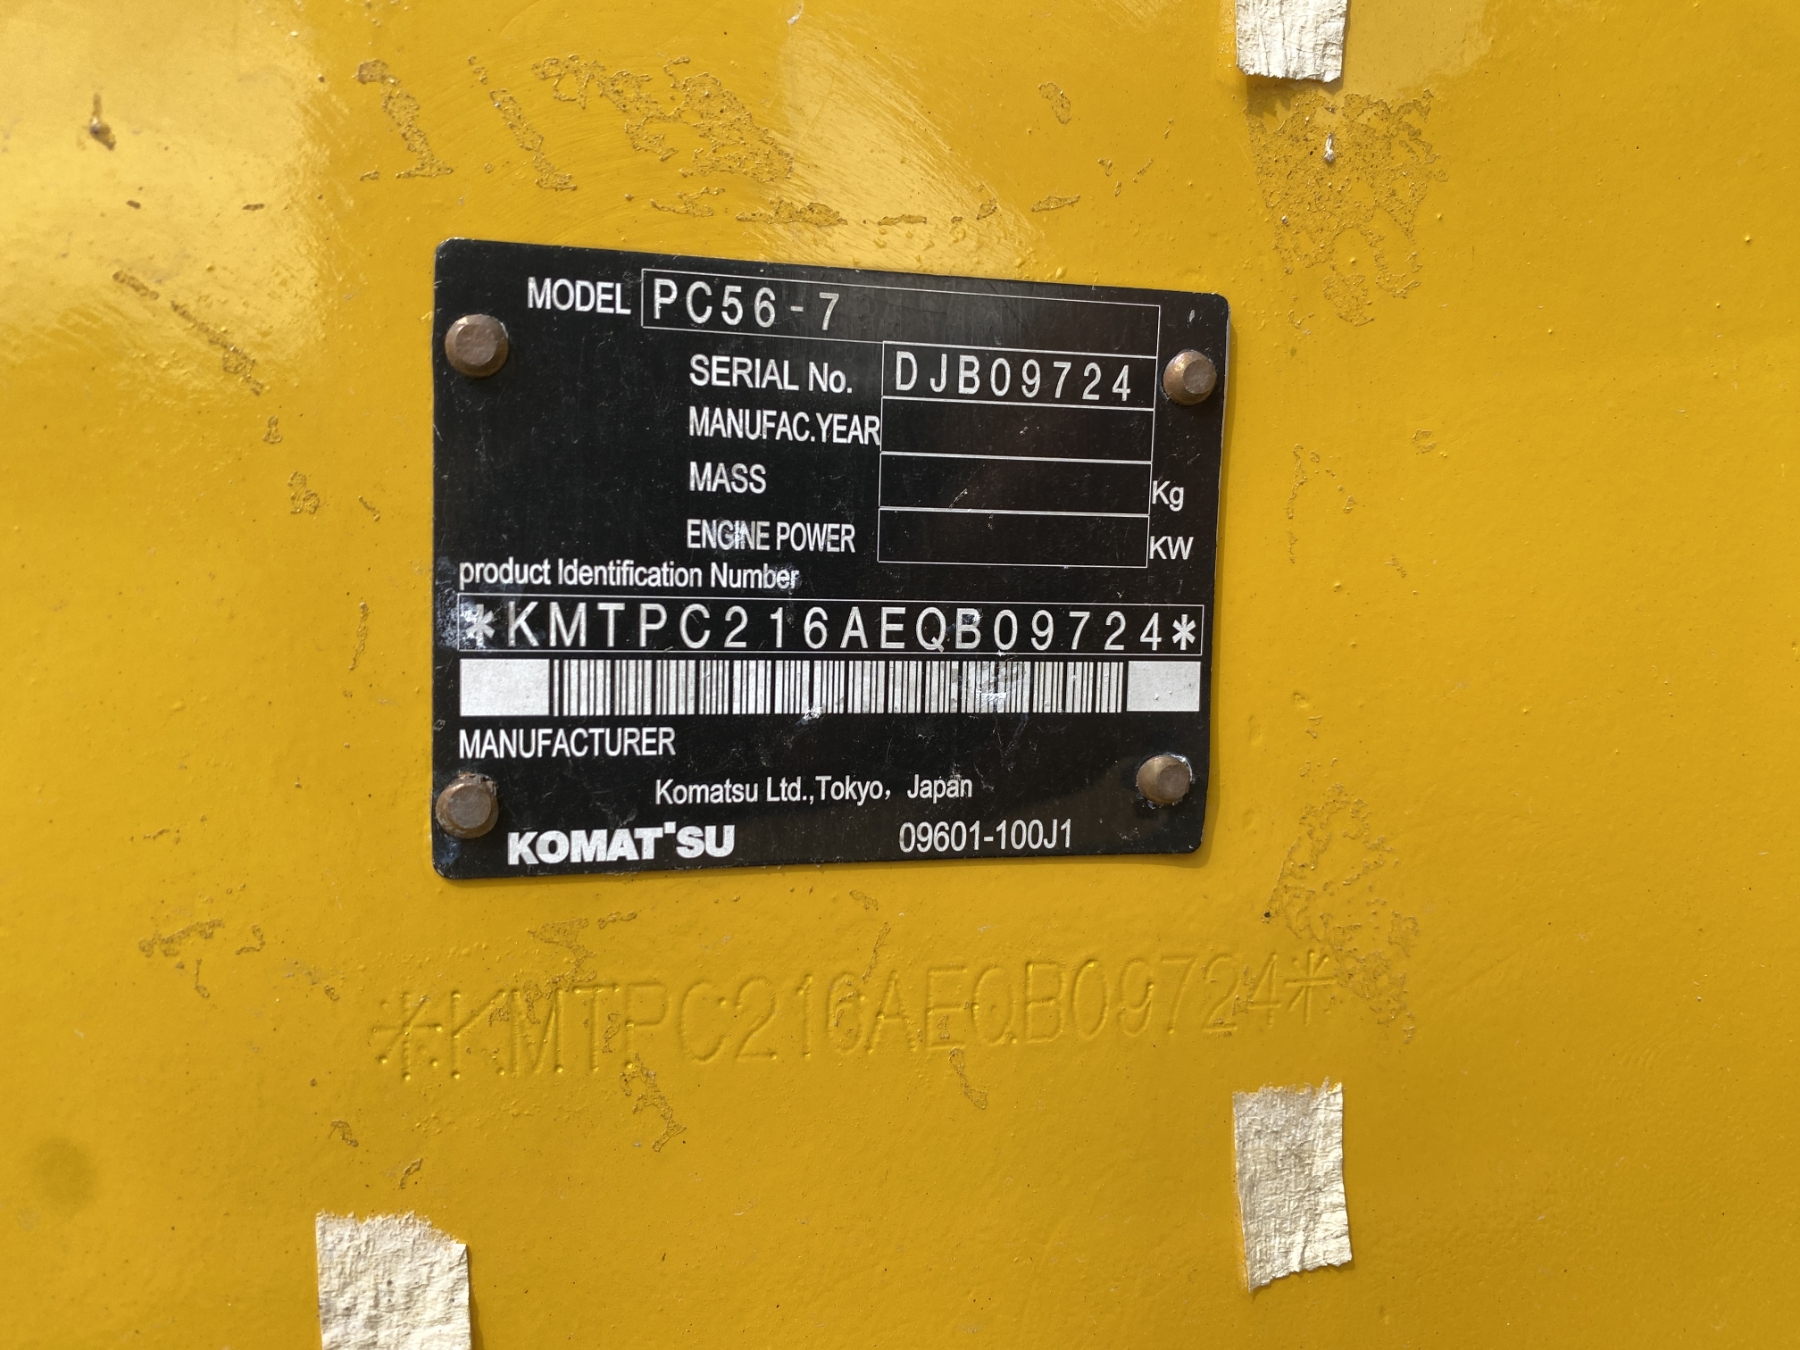 MODEL PC56-7
SERIAL No. DJB09724
MANUFAC.YEAR
MASS Kg
ENGINE POWER KW
product Identification Number
*KMTPC216AEQB09724*
MANUFACTURER
Komatsu Ltd.,Tokyo, Japan
KOMATSU 09601-100J1
*KMTPC216AEQB09724*